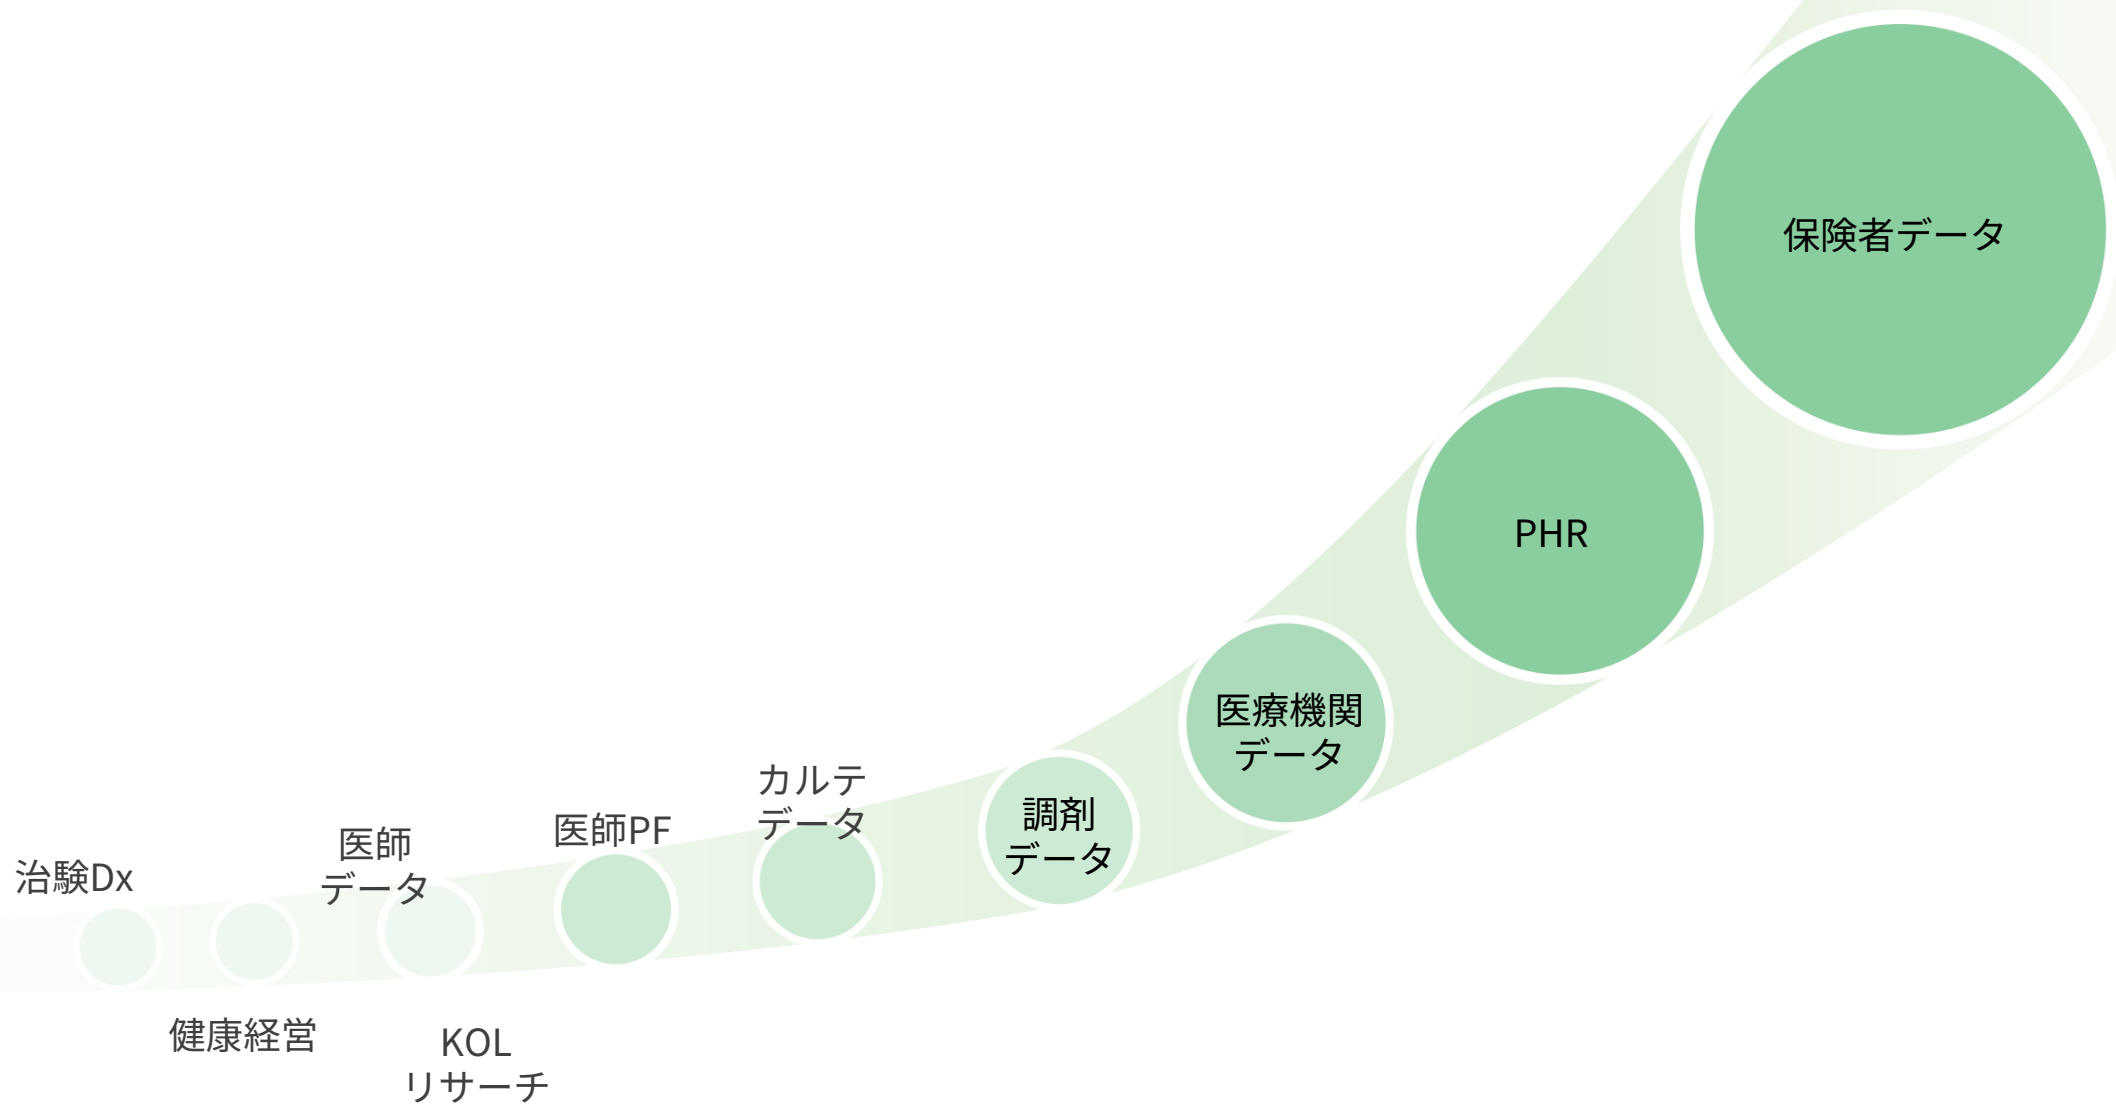 治験Dx
健康経営
医師
データ
KOL
リサーチ
医師PF
カルテ
データ
調剤
データ
医療機関
データ
PHR
保険者データ